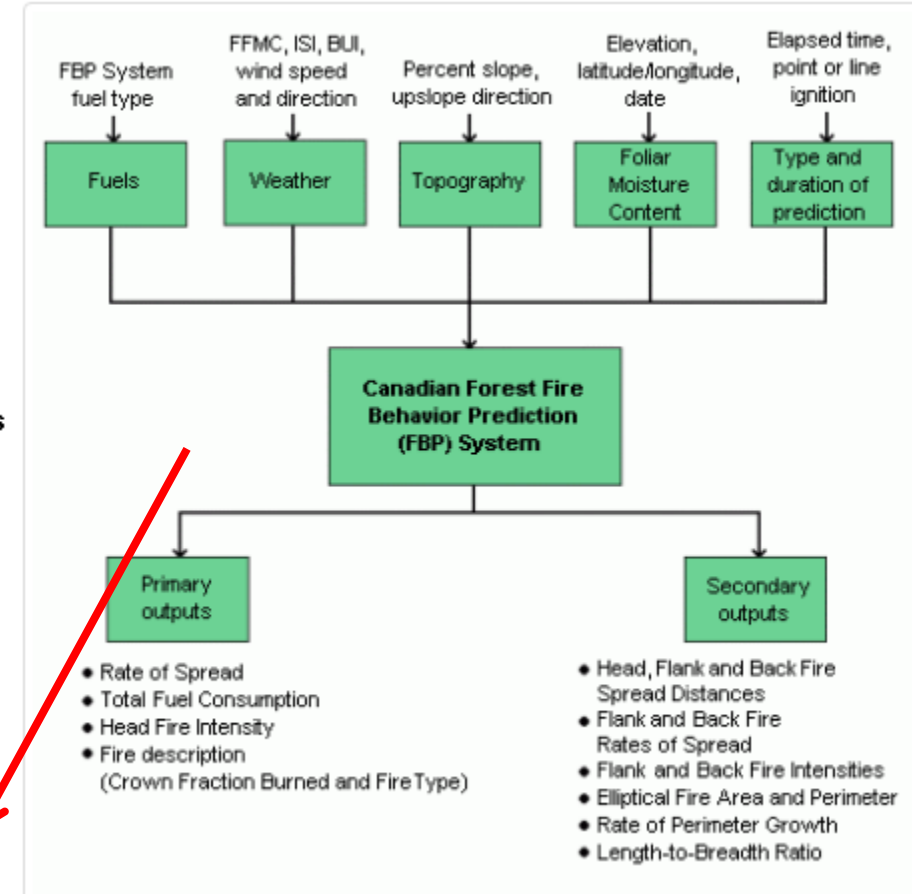 FBP System
fuel type
FFMC, ISI, BUI,
wind speed
and direction
Percent slope,
upslope direction
Elevation,
latitude/longitude,
date
Elapsed time,
point or line
ignition
Fuels
Weather
Topography
Foliar
Moisture
Content
Type and
duration of
prediction
Canadian Forest Fire
Behavior Prediction
(FBP) System
s
Primary
outputs
• Rate of Spread
• Total Fuel Consumption
• Head Fire Intensity
• Fire description
(Crown Fraction Burned and Fire Type)
Secondary
outputs
• Head, Flank and Back Fire
Spread Distances
• Flank and Back Fire
Rates of Spread
• Flank and Back Fire Intensities
• Elliptical Fire Area and Perimeter
• Rate of Perimeter Growth
• Length-to-Breadth Ratio